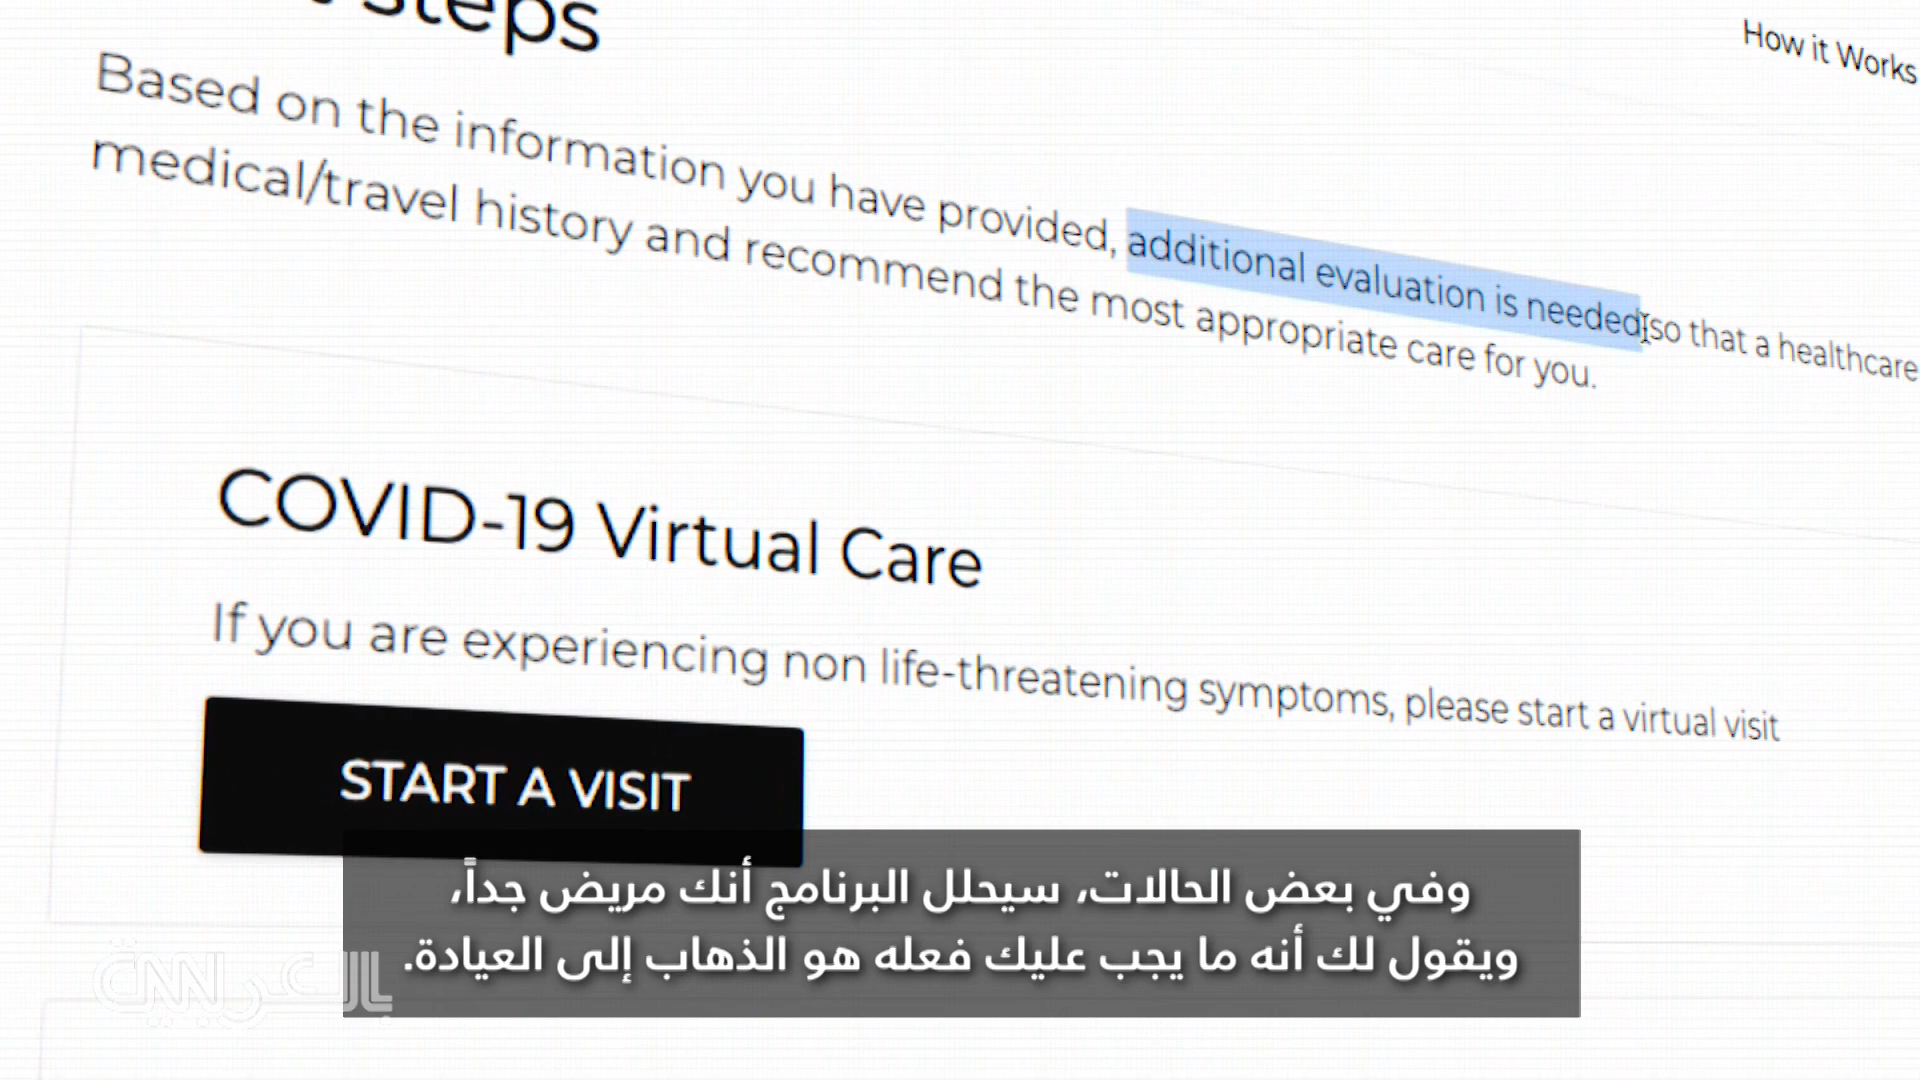 steps
How it Works
Based on the information you have provided, additional evaluation is needed so that a healthcare
medical/travel history and recommend the most appropriate care for you.
COVID-19 Virtual Care
If you are experiencing non life-threatening symptoms, please start a virtual visit
START A VISIT
وفي بعض الحالات، سيحلل البرنامج أنك مريض جداً،
ويقول لك أنه ما يجب عليك فعله هو الذهاب إلى العيادة.
CNN بالعربية